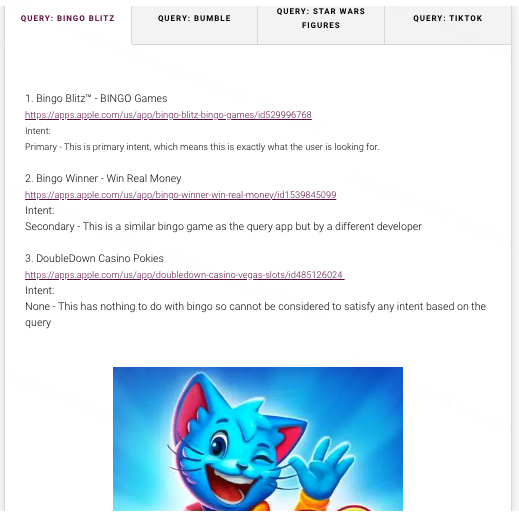 QUERY: BINGO BLITZ
QUERY: BUMBLE
QUERY: STAR WARS
FIGURES
QUERY: TIKTOK
1. Bingo Blitz™ - BINGO Games
https://apps.apple.com/us/app/bingo-blitz-bingo-games/id529996768
Intent:
Primary - This is primary intent, which means this is exactly what the user is looking for.
2. Bingo Winner - Win Real Money
https://apps.apple.com/us/app/bingo-winner-win-real-money/id1539845099
Intent:
Secondary - This is a similar bingo game as the query app but by a different developer
3. DoubleDown Casino Pokies
https://apps.apple.com/us/app/doubledown-casino-vegas-slots/id485126024
Intent:
None - This has nothing to do with bingo so cannot be considered to satisfy any intent based on the
query